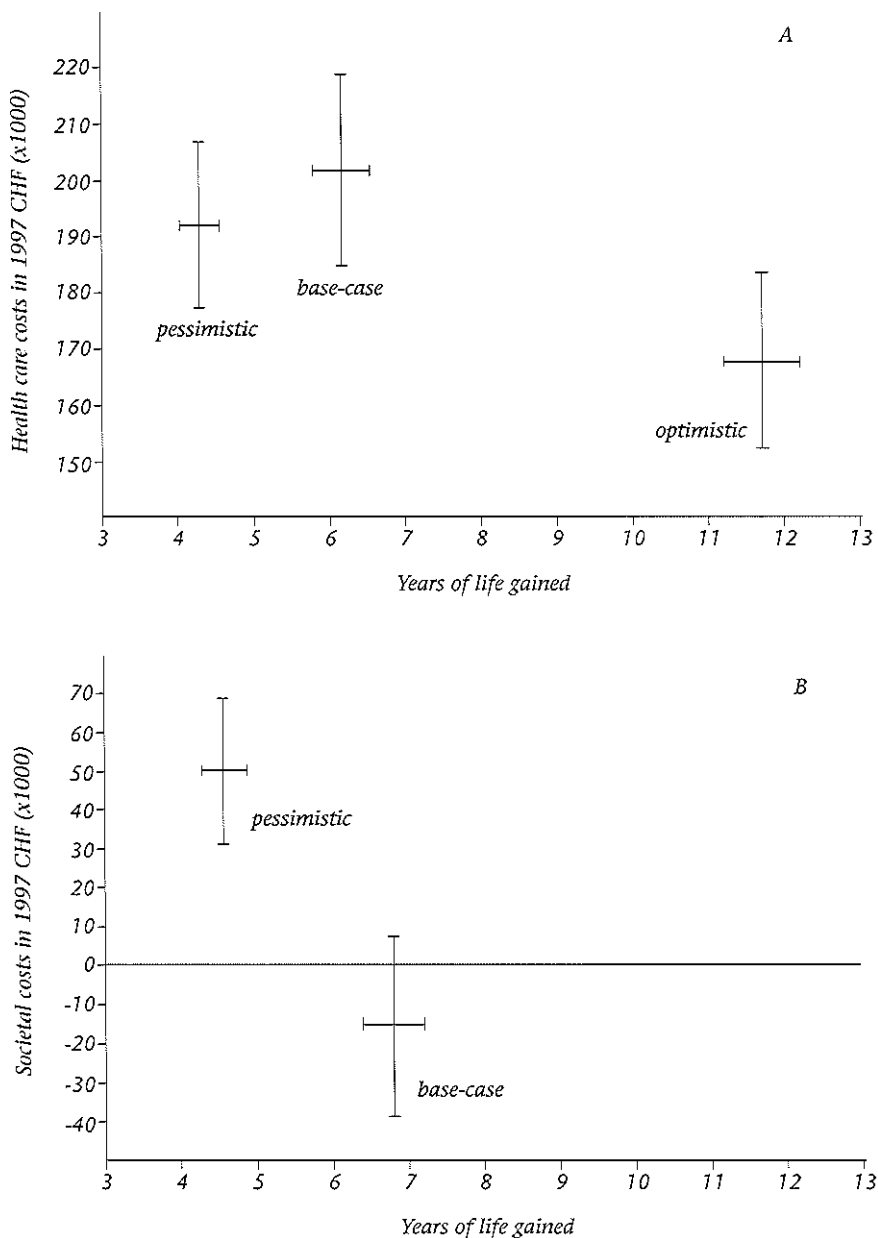 A
Health care costs in 1997 CHF (x1000)
220
210
200
190
180
170
160
150
pessimistic
base-case
optimistic
3 4 5 6 7 8 9 10 11 12 13
Years of life gained
B
Societal costs in 1997 CHF (x1000)
70
60
50
40
30
20
10
0
-10
-20
-30
-40
pessimistic
base-case
3 4 5 6 7 8 9 10 11 12 13
Years of life gained